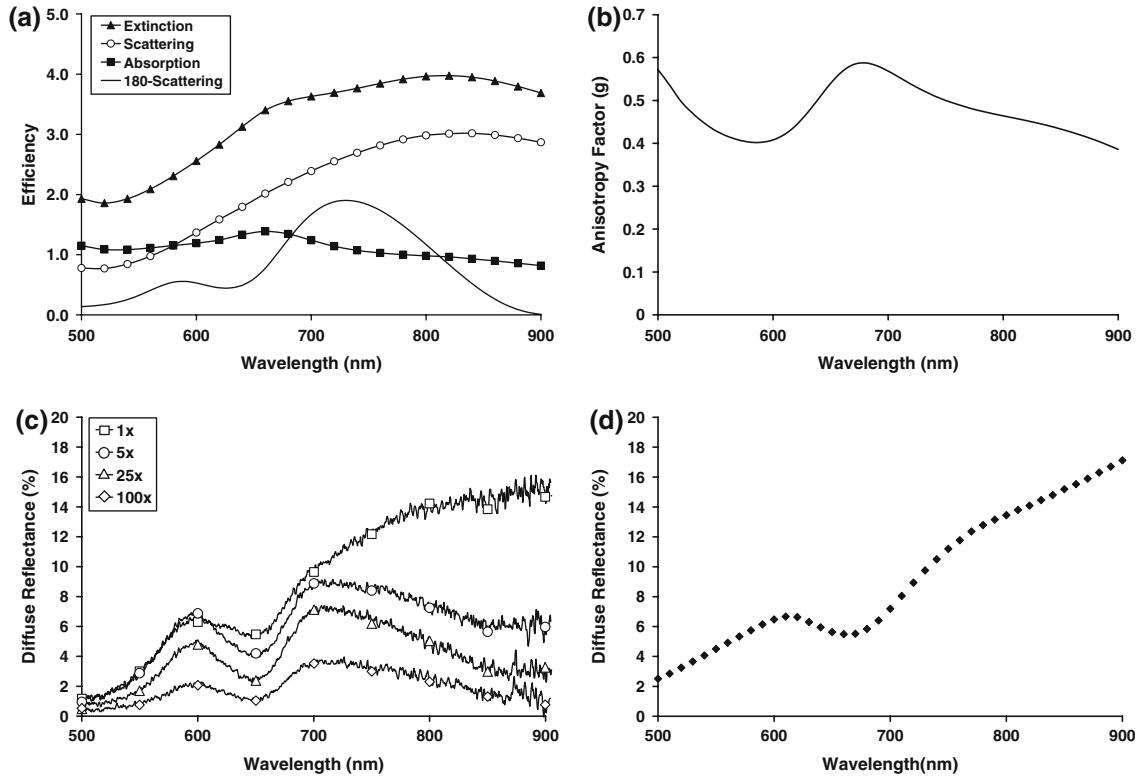 (a)
5.0
4.0
3.0
2.0
1.0
0.0
Efficiency
Extinction
Scattering
Absorption
180-Scattering
500 600 700 800 900
Wavelength (nm)
(b)
0.7
0.6
0.5
0.4
0.3
0.2
0.1
0
Anisotropy Factor (g)
500 600 700 800 900
Wavelength (nm)
(c)
20
18
16
14
12
10
8
6
4
2
0
Diffuse Reflectance (%)
1x
5x
25x
100x
500 600 700 800 900
Wavelength (nm)
(d)
20
18
16
14
12
10
8
6
4
2
0
Diffuse Reflectance (%)
500 600 700 800 900
Wavelength(nm)